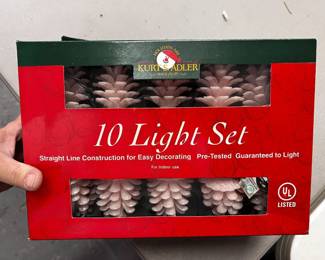 KURT ADLER
10 Light Set
Straight Line Construction for Easy Decorating Pre-Tested Guaranteed to Light
For indoor use
UL
LISTED